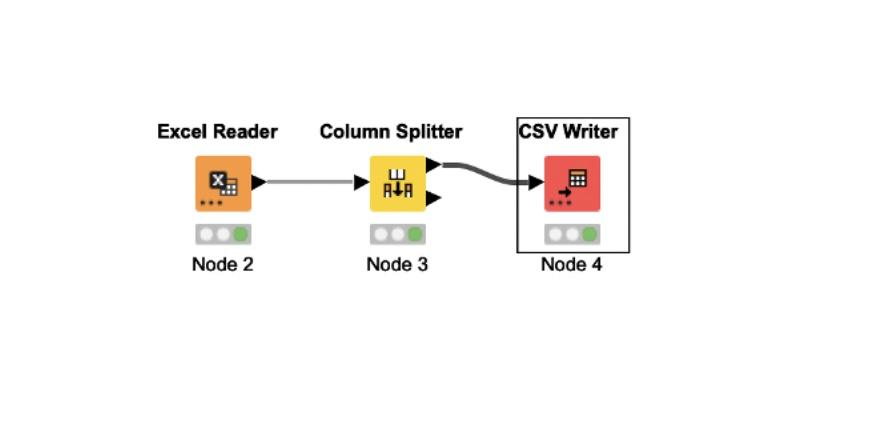 Excel Reader
Column Splitter
CSV Writer
Node 2
Node 3
Node 4